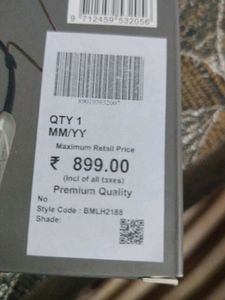 9712459532056
QTY 1
MM/YY
Maximum Retail Price
₹ 899.00
(Incl of all taxes)
Premium Quality
No
Style Code : BMLH2188
Shade: